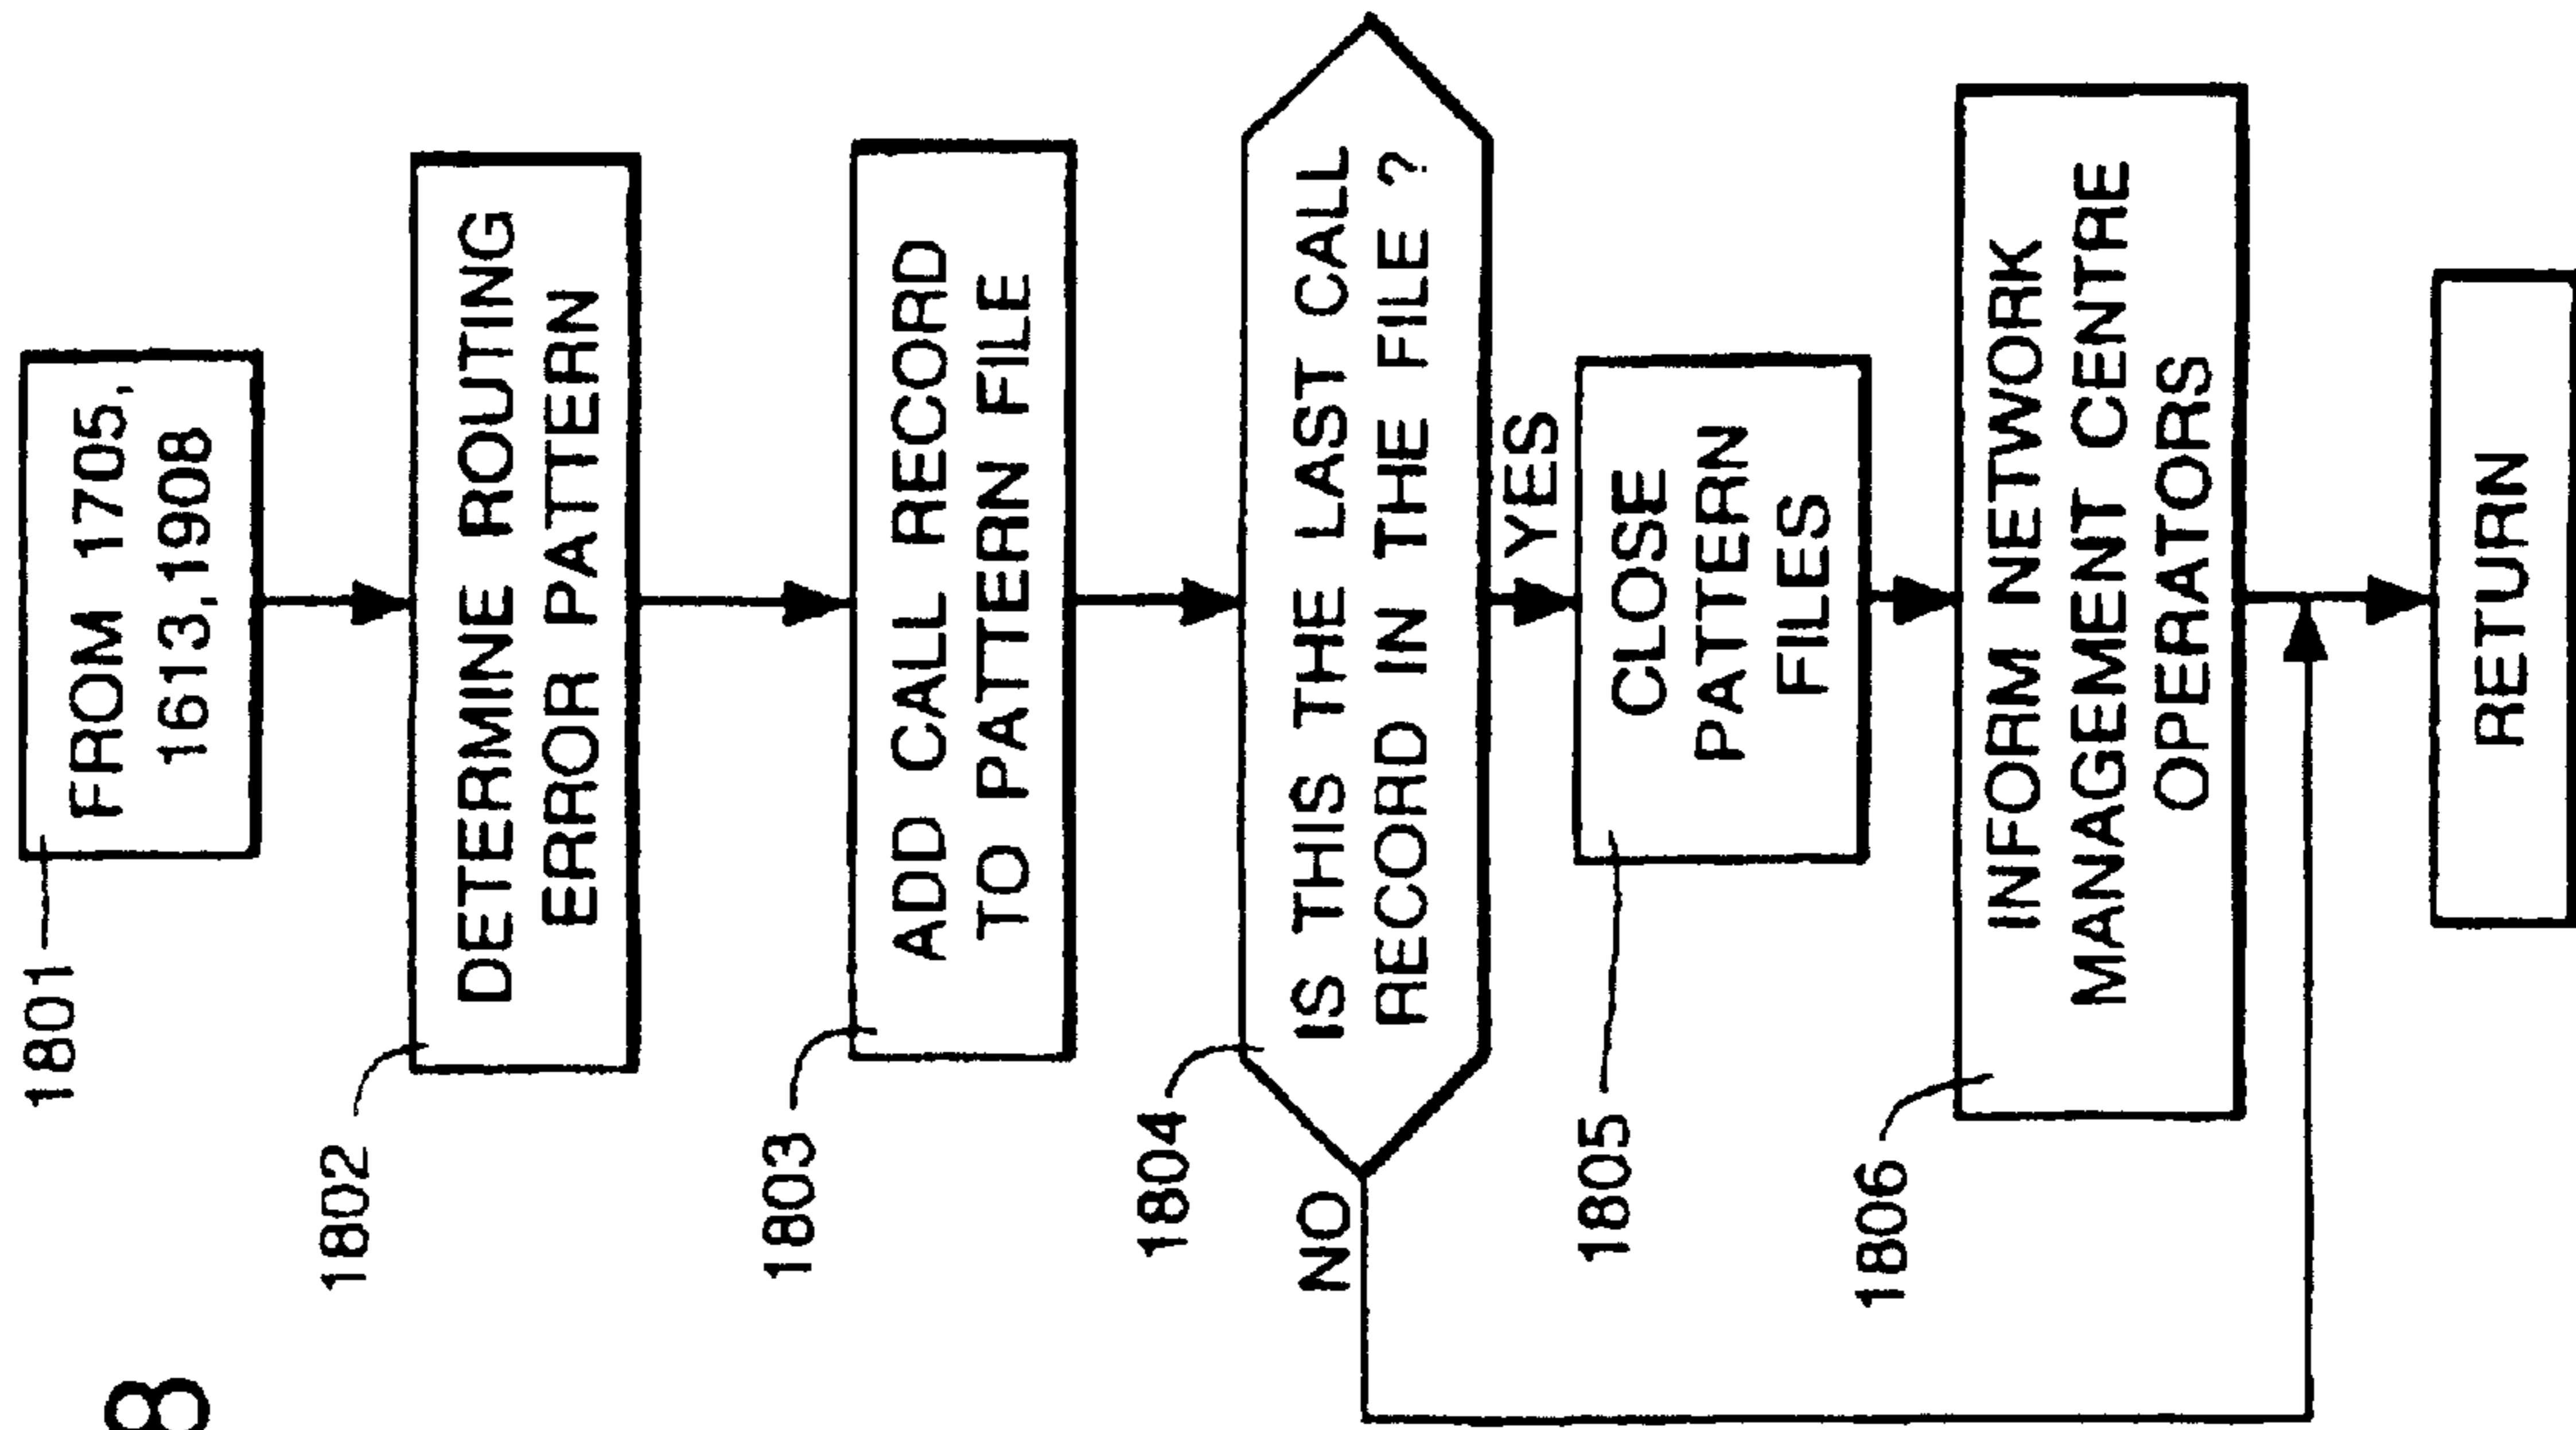 8
1801
FROM 1705,
1613,1908
1802
DETERMINE ROUTING
ERROR PATTERN
1803
ADD CALL RECORD
TO PATTERN FILE
1804
IS THIS THE LAST CALL
RECORD IN THE FILE ?
NO
YES
1805
CLOSE
PATTERN
FILES
1806
INFORM NETWORK
MANAGEMENT CENTRE
OPERATORS
RETURN